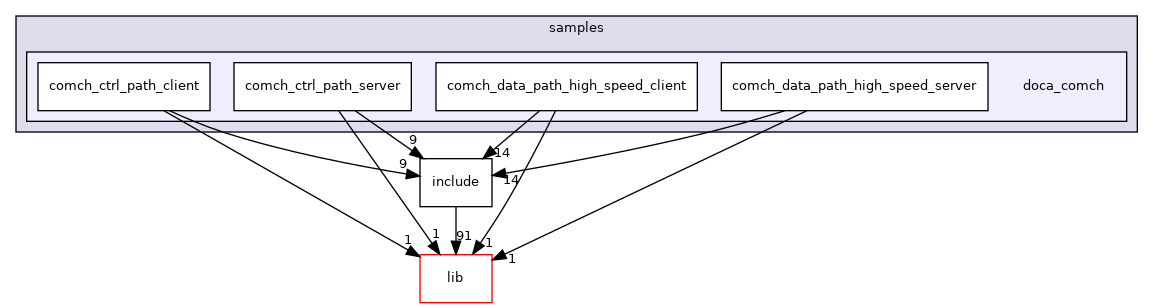 samples
comch_ctrl_path_client
comch_ctrl_path_server
comch_data_path_high_speed_client
comch_data_path_high_speed_server
doca_comch
9
14
9
14
include
1
1
91
1
1
lib